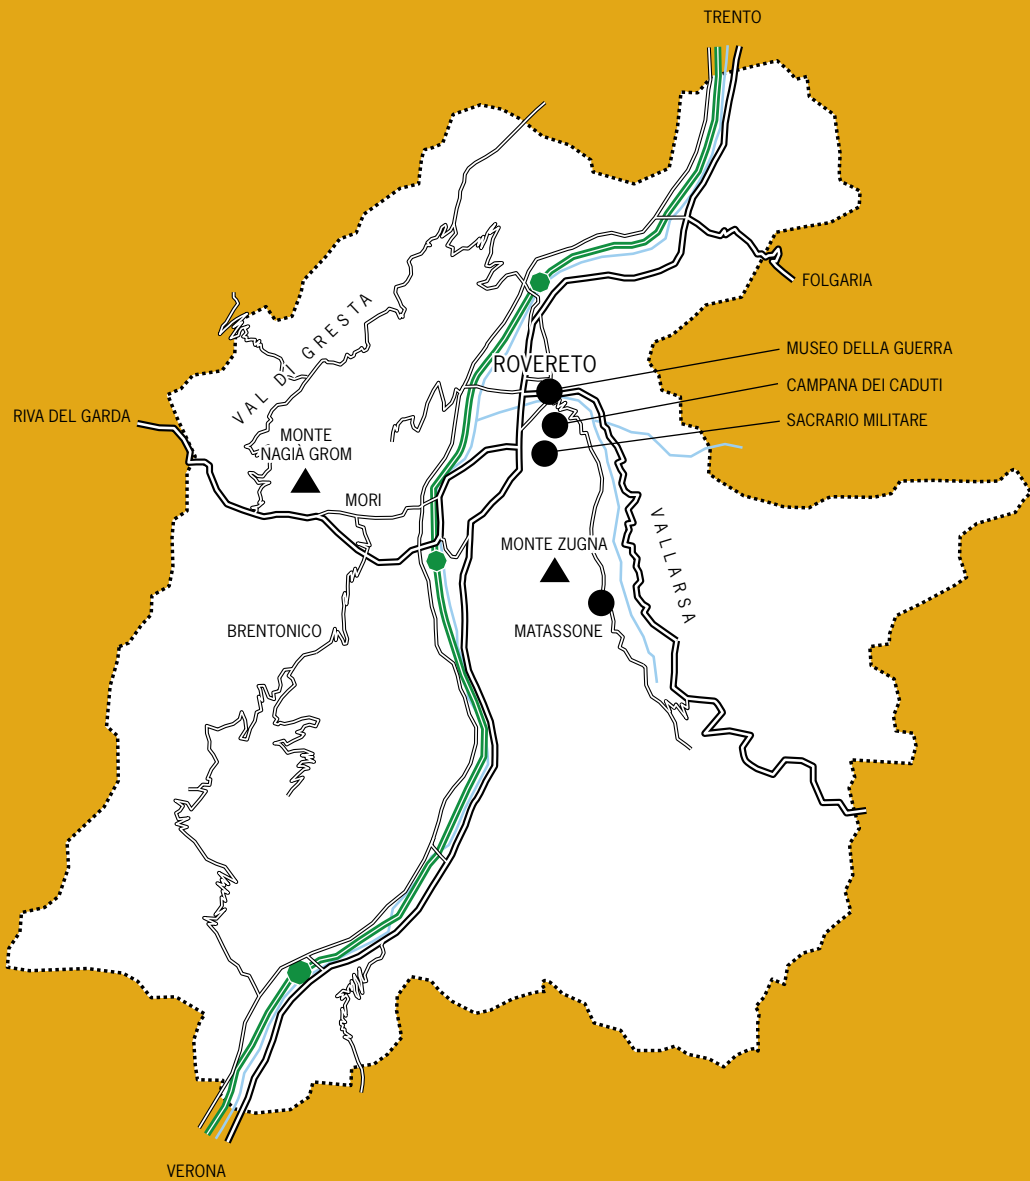 TRENTO
FOLGARIA
MUSEO DELLA GUERRA
ROVERETO
CAMPANA DEI CADUTI
SACRARIO MILITARE
VAL DI GRESTA
RIVA DEL GARDA
MONTE
NAGIÀ GROM
MORI
VALLARSA
MONTE ZUGNA
BRENTONICO
MATASSONE
VERONA